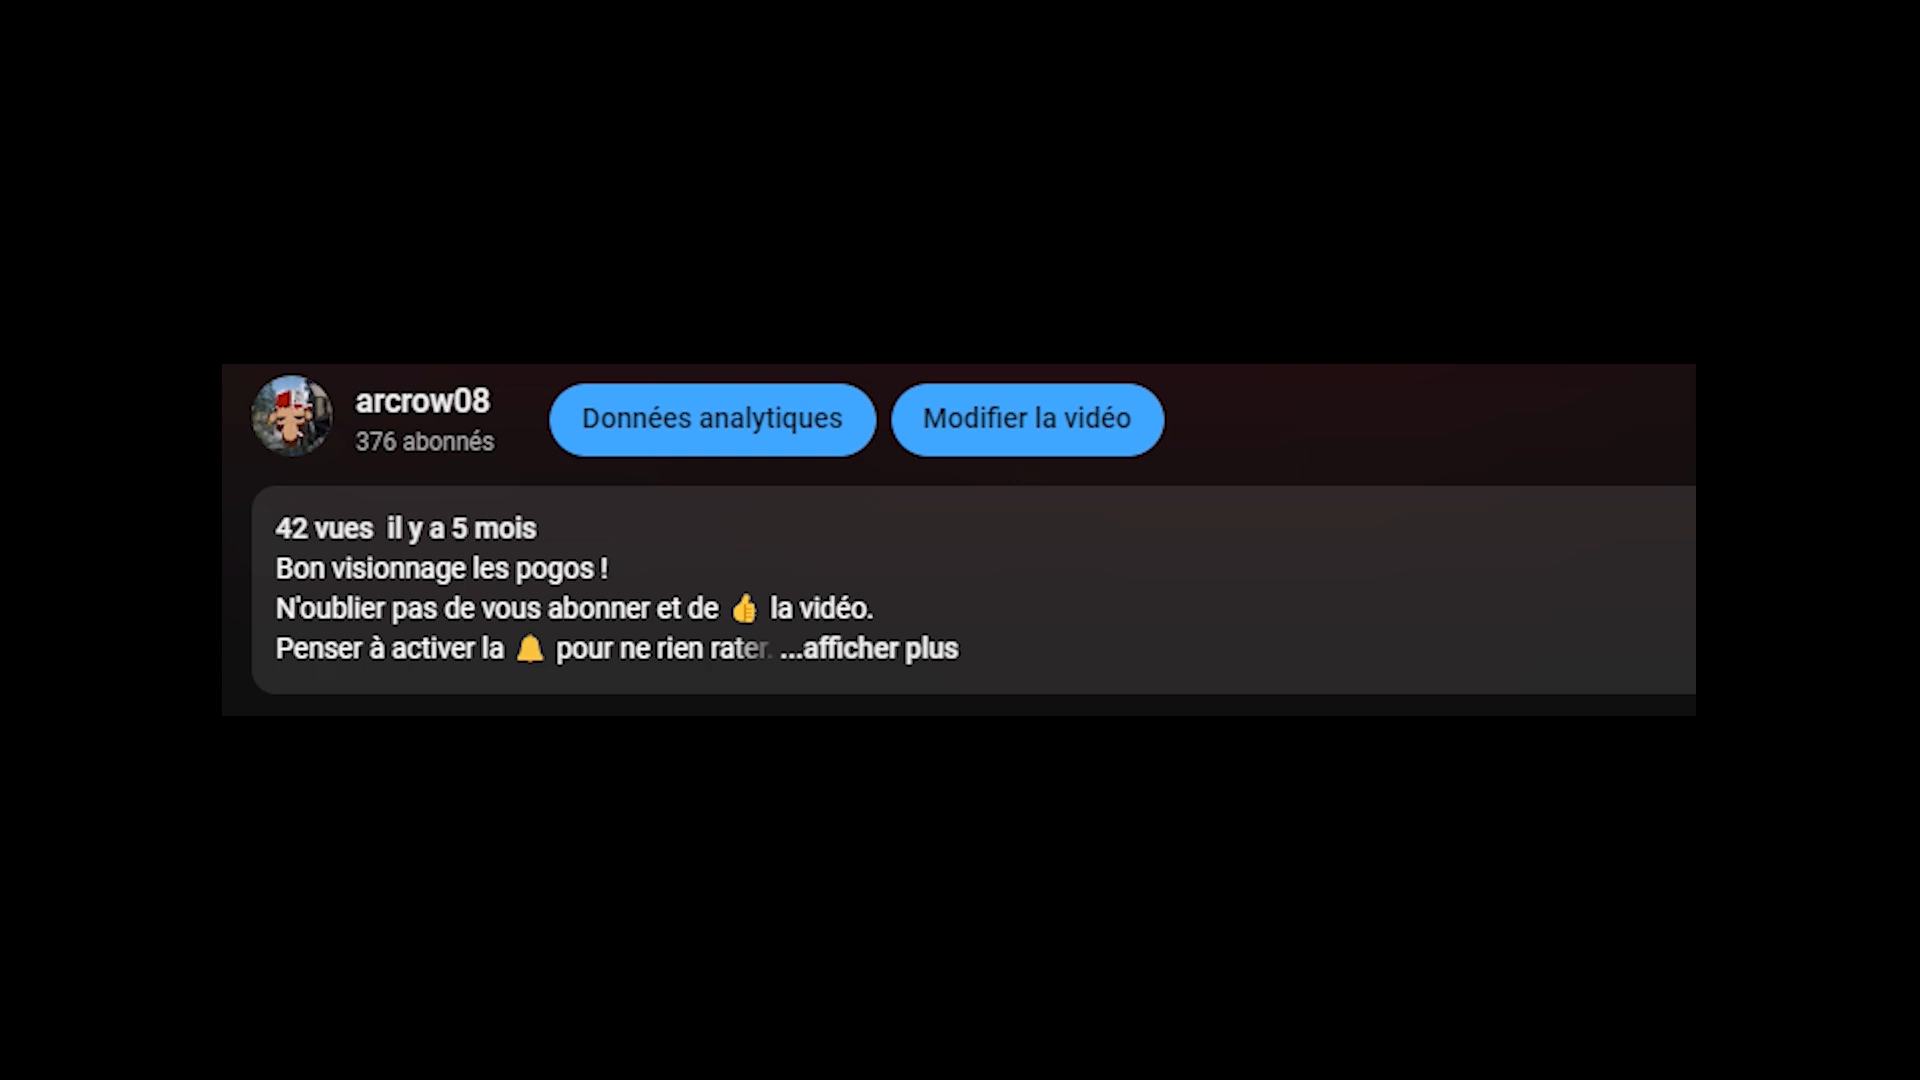 arcrow08
376 abonnés
Données analytiques
Modifier la vidéo
42 vues il y a 5 mois
Bon visionnage les pogos !
N'oublier pas de vous abonner et de 👍 la vidéo.
Penser à activer la 🔔 pour ne rien rater. ...afficher plus